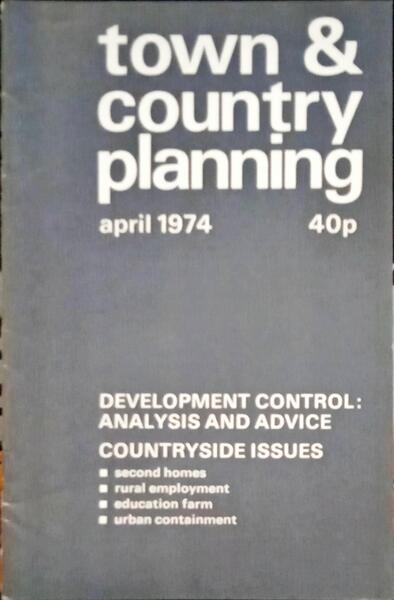 town &
country
planning
april 1974 40p
DEVELOPMENT CONTROL:
ANALYSIS AND ADVICE
COUNTRYSIDE ISSUES
▪ second homes
▪ rural employment
▪ education farm
▪ urban containment